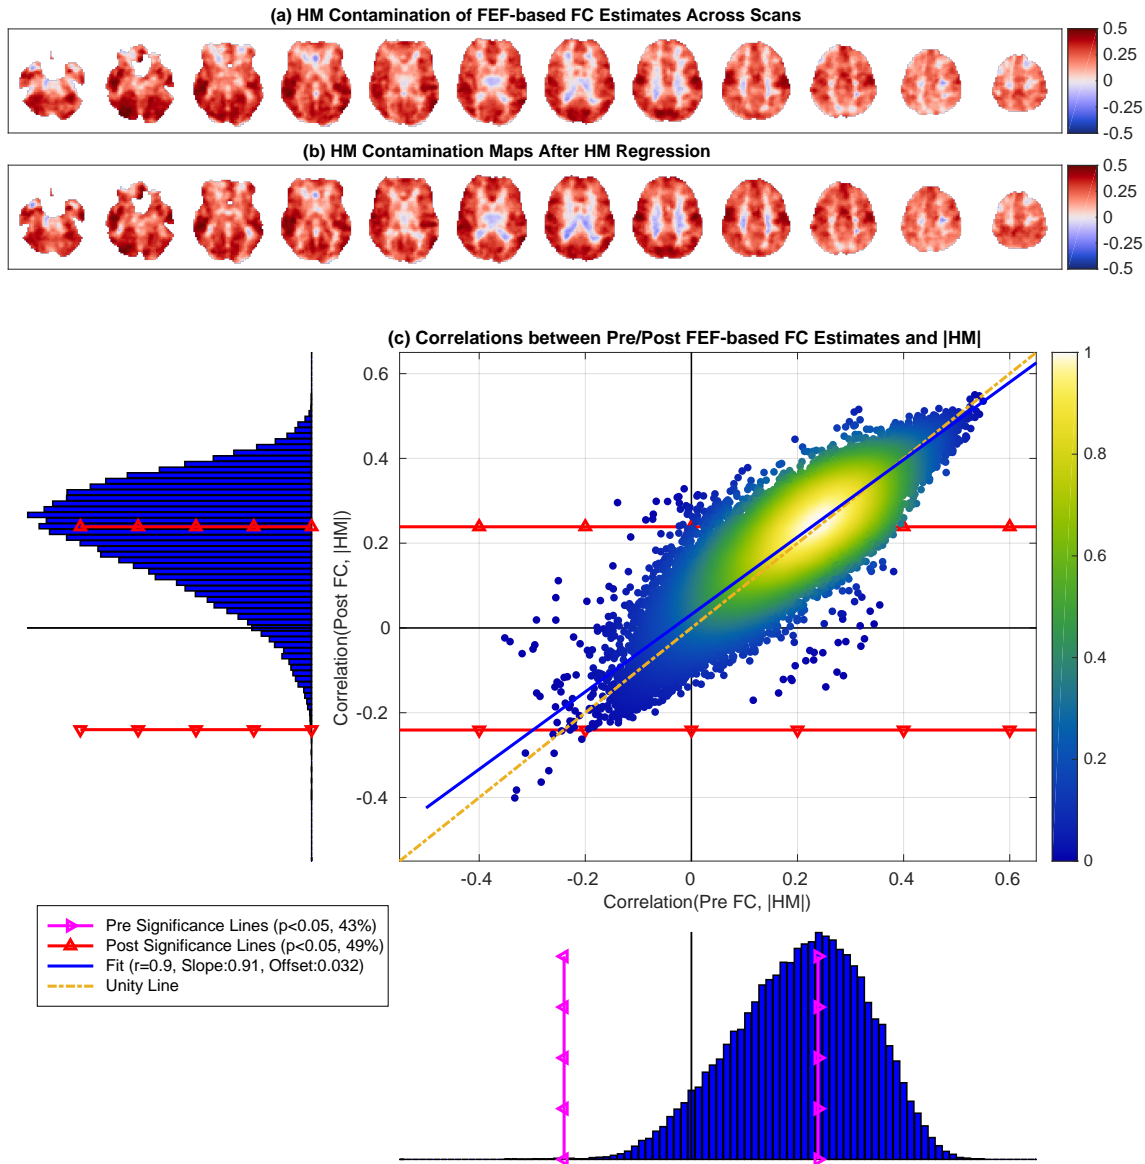 (a) HM Contamination of FEF-based FC Estimates Across Scans
0.5
0.25
0
-0.25
-0.5
(b) HM Contamination Maps After HM Regression
0.5
0.25
0
-0.25
-0.5
(c) Correlations between Pre/Post FEF-based FC Estimates and |HM|
Correlation(Post FC, |HM|)
0.6
0.4
0.2
0
-0.2
-0.4
-0.4 -0.2 0 0.2 0.4 0.6
Correlation(Pre FC, |HM|)
1
0.8
0.6
0.4
0.2
0
Pre Significance Lines (p<0.05, 43%)
Post Significance Lines (p<0.05, 49%)
Fit (r=0.9, Slope:0.91, Offset:0.032)
Unity Line